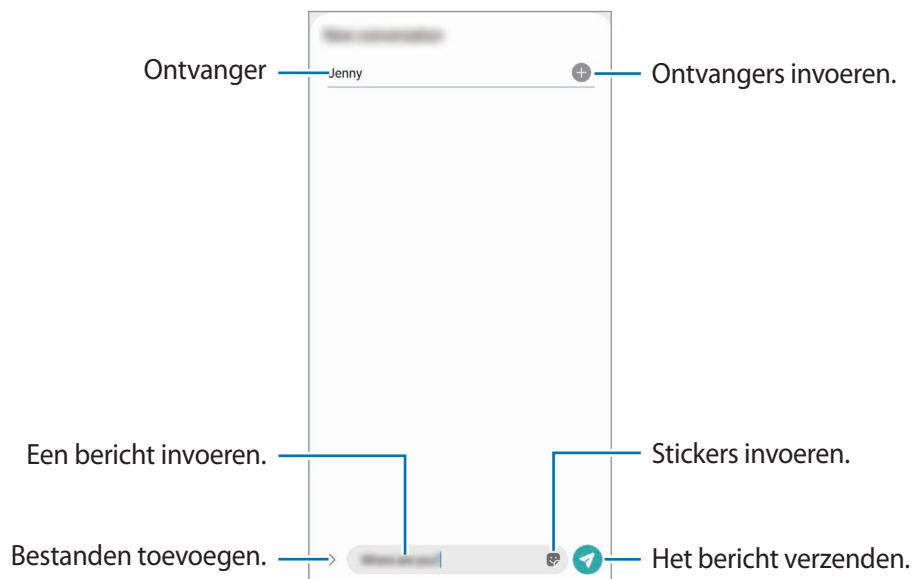 Ontvanger
Jenny
Ontvangers invoeren.
Een bericht invoeren.
Stickers invoeren.
Bestanden toevoegen.
Het bericht verzenden.